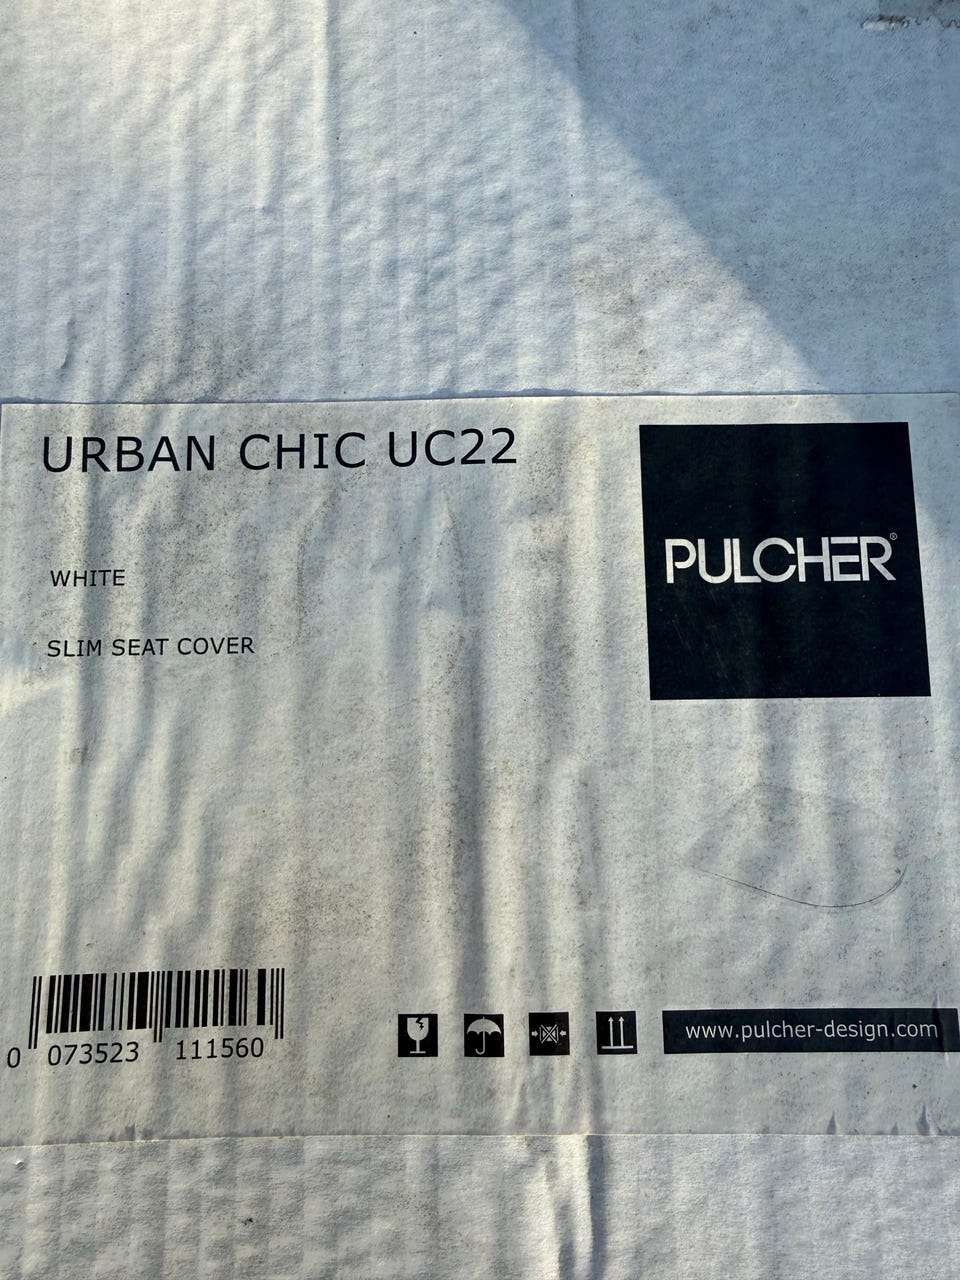 URBAN CHIC UC22
PULCHER®
WHITE
SLIM SEAT COVER
0 073523 111560
www.pulcher-design.com